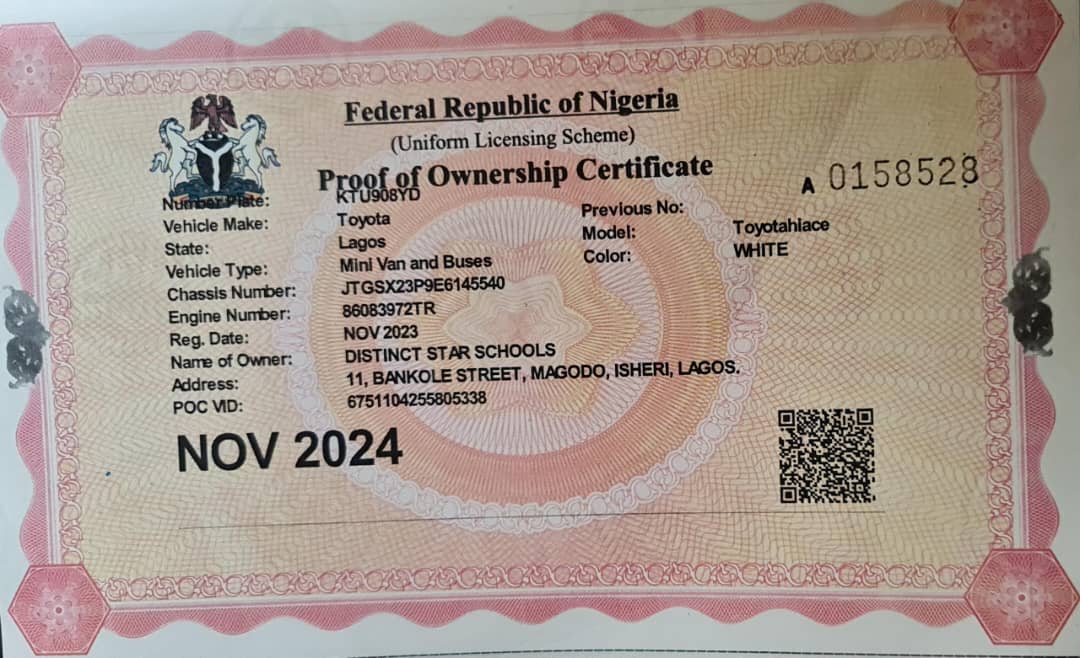 Federal Republic of Nigeria
(Uniform Licensing Scheme)
Proof of Ownership Certificate
A 0158528
Number Plate: KTU908YD
Vehicle Make: Toyota Previous No:
State: Lagos Model: Toyotahiace
Vehicle Type: Mini Van and Buses Color: WHITE
Chassis Number: JTGSX23P9E6145540
Engine Number: 86083972TR
Reg. Date: NOV 2023
Name of Owner: DISTINCT STAR SCHOOLS
Address: 11, BANKOLE STREET, MAGODO, ISHERI, LAGOS.
POC VID: 6751104255805338
NOV 2024